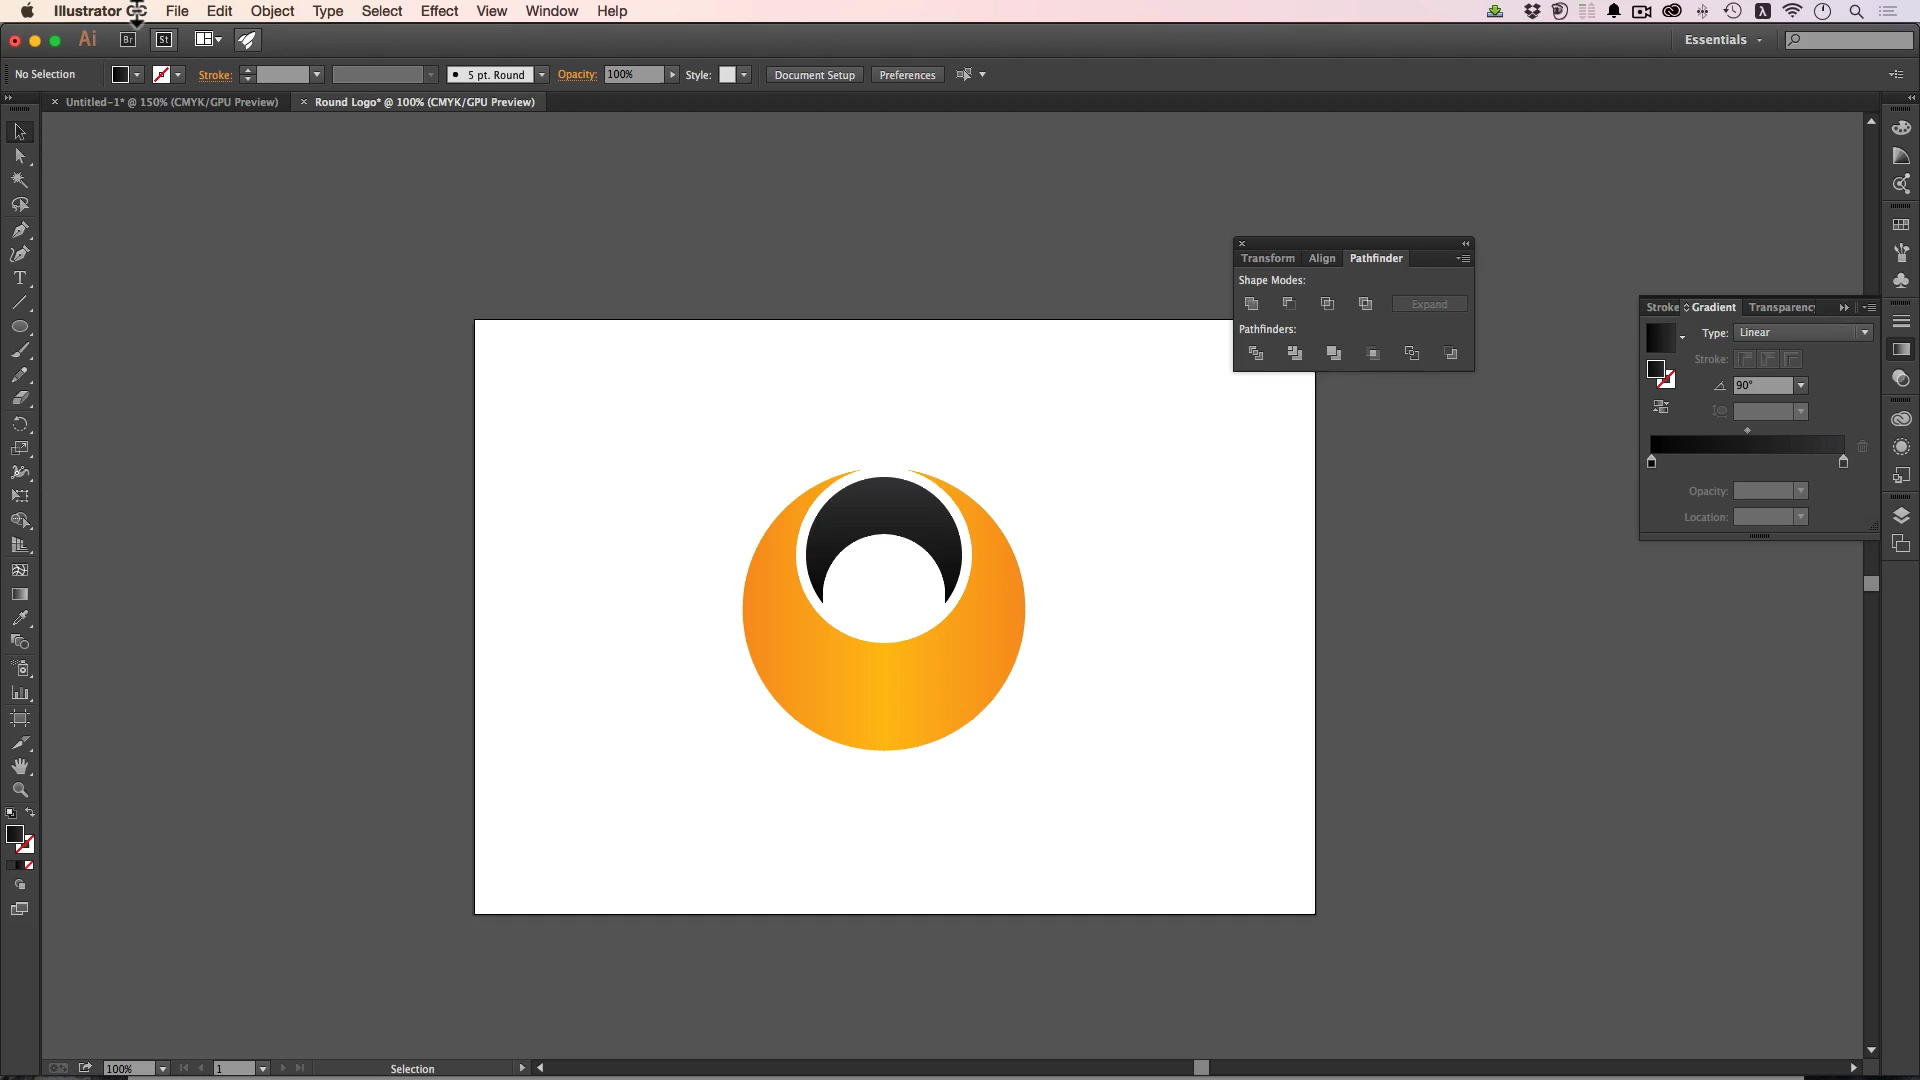 Illustrator CC File Edit Object Type Select Effect View Window Help
Ai Br St Essentials
No Selection Stroke: 5 pt. Round Opacity: 100% Style: Document Setup Preferences
Untitled-1* @ 150% (CMYK/GPU Preview) Round Logo* @ 100% (CMYK/GPU Preview)
Transform Align Pathfinder
Shape Modes:
Expand
Pathfinders:
Stroke Gradient Transparency
Type: Linear
Stroke:
90°
Opacity:
Location:
100% 1 Selection